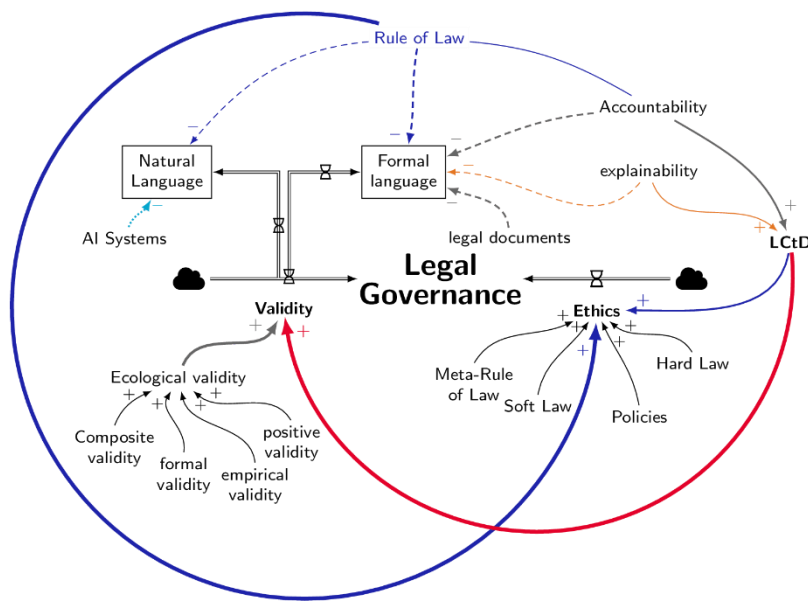 Rule of Law
Accountability
Natural
Language
Formal
language
explainability
AI Systems
legal documents
LCtD
Legal
Governance
Validity
Ethics
Ecological validity
Meta-Rule
of Law
Soft Law
Policies
Hard Law
Composite
validity
formal
validity
empirical
validity
positive
validity
−
−
−
−
−
−
+
+
+
+
+
+
+
+
+
+
+
+
+
+